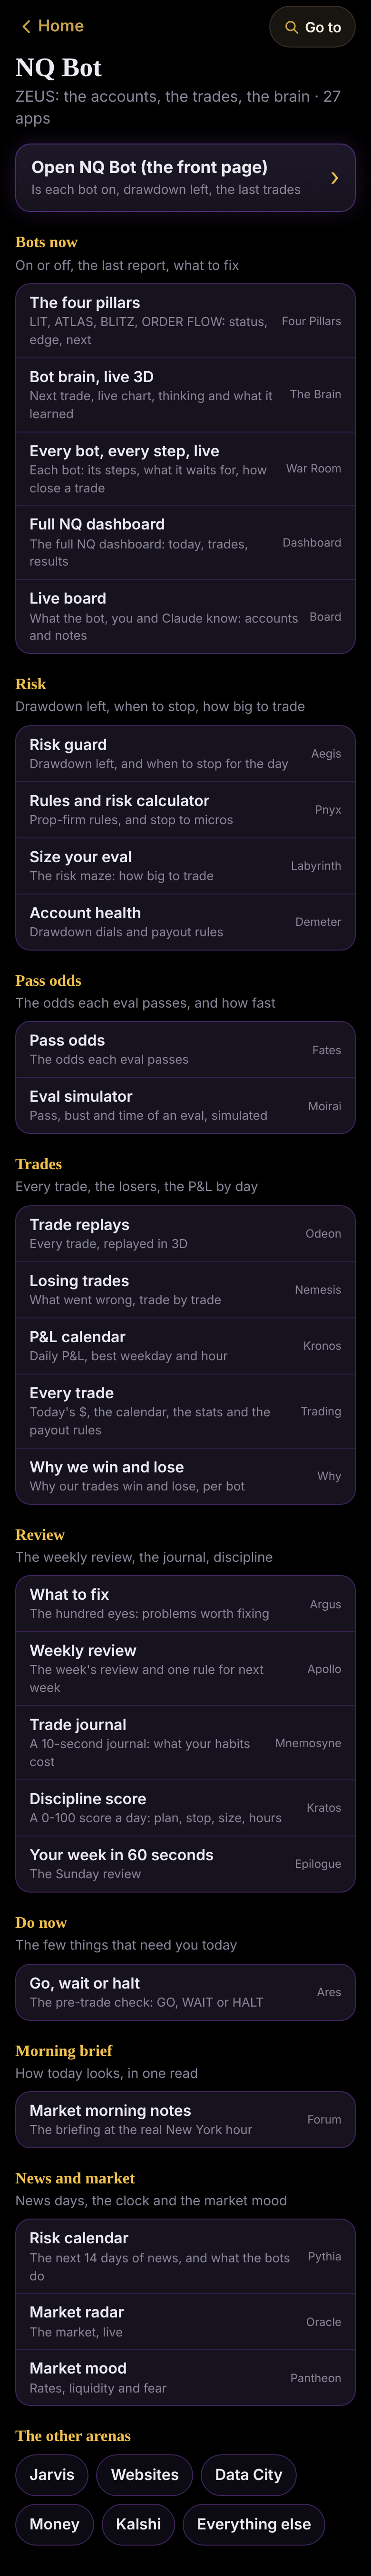 Home
Go to
NQ Bot
ZEUS: the accounts, the trades, the brain · 27
apps
Open NQ Bot (the front page)
Is each bot on, drawdown left, the last trades
Bots now
On or off, the last report, what to fix
The four pillars
LIT, ATLAS, BLITZ, ORDER FLOW: status,
edge, next
Four Pillars
Bot brain, live 3D
Next trade, live chart, thinking and what it
learned
The Brain
Every bot, every step, live
Each bot: its steps, what it waits for, how
close a trade
War Room
Full NQ dashboard
The full NQ dashboard: today, trades,
results
Dashboard
Live board
What the bot, you and Claude know: accounts
and notes
Board
Risk
Drawdown left, when to stop, how big to trade
Risk guard
Drawdown left, and when to stop for the day
Aegis
Rules and risk calculator
Prop-firm rules, and stop to micros
Pnyx
Size your eval
The risk maze: how big to trade
Labyrinth
Account health
Drawdown dials and payout rules
Demeter
Pass odds
The odds each eval passes, and how fast
Pass odds
The odds each eval passes
Fates
Eval simulator
Pass, bust and time of an eval, simulated
Moirai
Trades
Every trade, the losers, the P&L by day
Trade replays
Every trade, replayed in 3D
Odeon
Losing trades
What went wrong, trade by trade
Nemesis
P&L calendar
Daily P&L, best weekday and hour
Kronos
Every trade
Today's $, the calendar, the stats and the
payout rules
Trading
Why we win and lose
Why our trades win and lose, per bot
Why
Review
The weekly review, the journal, discipline
What to fix
The hundred eyes: problems worth fixing
Argus
Weekly review
The week's review and one rule for next
week
Apollo
Trade journal
A 10-second journal: what your habits
cost
Mnemosyne
Discipline score
A 0-100 score a day: plan, stop, size, hours
Kratos
Your week in 60 seconds
The Sunday review
Epilogue
Do now
The few things that need you today
Go, wait or halt
The pre-trade check: GO, WAIT or HALT
Ares
Morning brief
How today looks, in one read
Market morning notes
The briefing at the real New York hour
Forum
News and market
News days, the clock and the market mood
Risk calendar
The next 14 days of news, and what the bots
do
Pythia
Market radar
The market, live
Oracle
Market mood
Rates, liquidity and fear
Pantheon
The other arenas
Jarvis
Websites
Data City
Money
Kalshi
Everything else